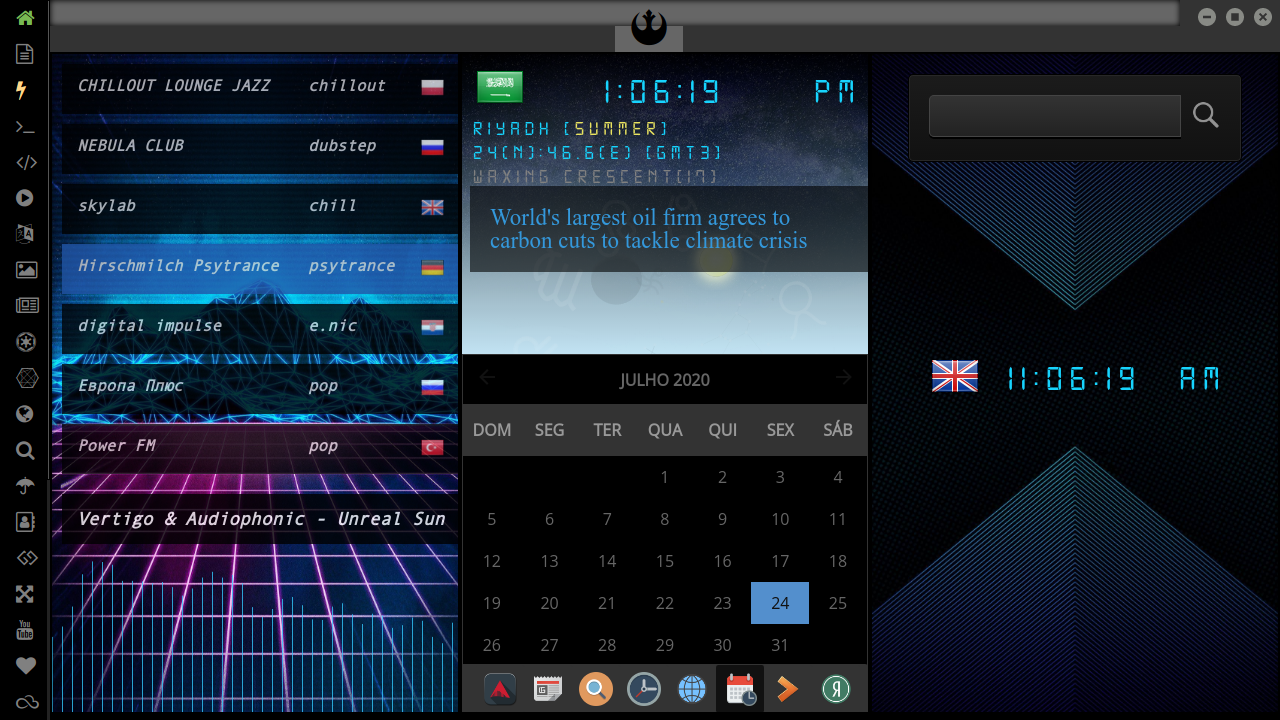 CHILLOUT LOUNGE JAZZ chillout
NEBULA CLUB dubstep
skylab chill
Hirschmilch Psytrance psytrance
digital impulse e.nic
Европа Плюс pop
Power FM pop
Vertigo & Audiophonic - Unreal Sun
1:06:19 PM
RIYADH (SUMMER)
24(N):46.6(E) (GMT3)
WAXING CRESCENT(17)
World's largest oil firm agrees to
carbon cuts to tackle climate crisis
JULHO 2020
DOM SEG TER QUA QUI SEX SÁB
1 2 3 4
5 6 7 8 9 10 11
12 13 14 15 16 17 18
19 20 21 22 23 24 25
26 27 28 29 30 31
11:06:19 AM
You
Tube
Я